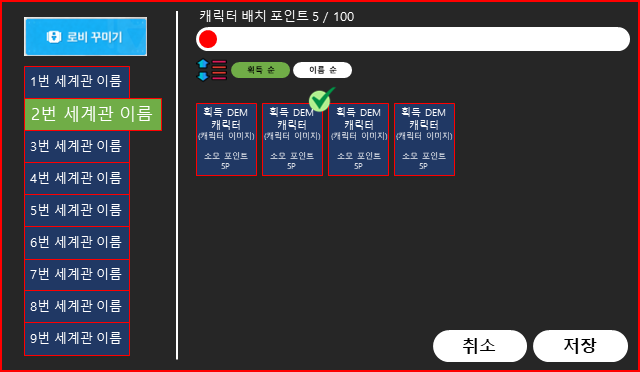 로비 꾸미기
1번 세계관 이름
2번 세계관 이름
3번 세계관 이름
4번 세계관 이름
5번 세계관 이름
6번 세계관 이름
7번 세계관 이름
8번 세계관 이름
9번 세계관 이름
캐릭터 배치 포인트 5 / 100
획득 순
이름 순
획득 DEM
캐릭터
(캐릭터 이미지)
소모 포인트
5P
획득 DEM
캐릭터
(캐릭터 이미지)
소모 포인트
5P
획득 DEM
캐릭터
(캐릭터 이미지)
소모 포인트
5P
획득 DEM
캐릭터
(캐릭터 이미지)
소모 포인트
5P
취소
저장